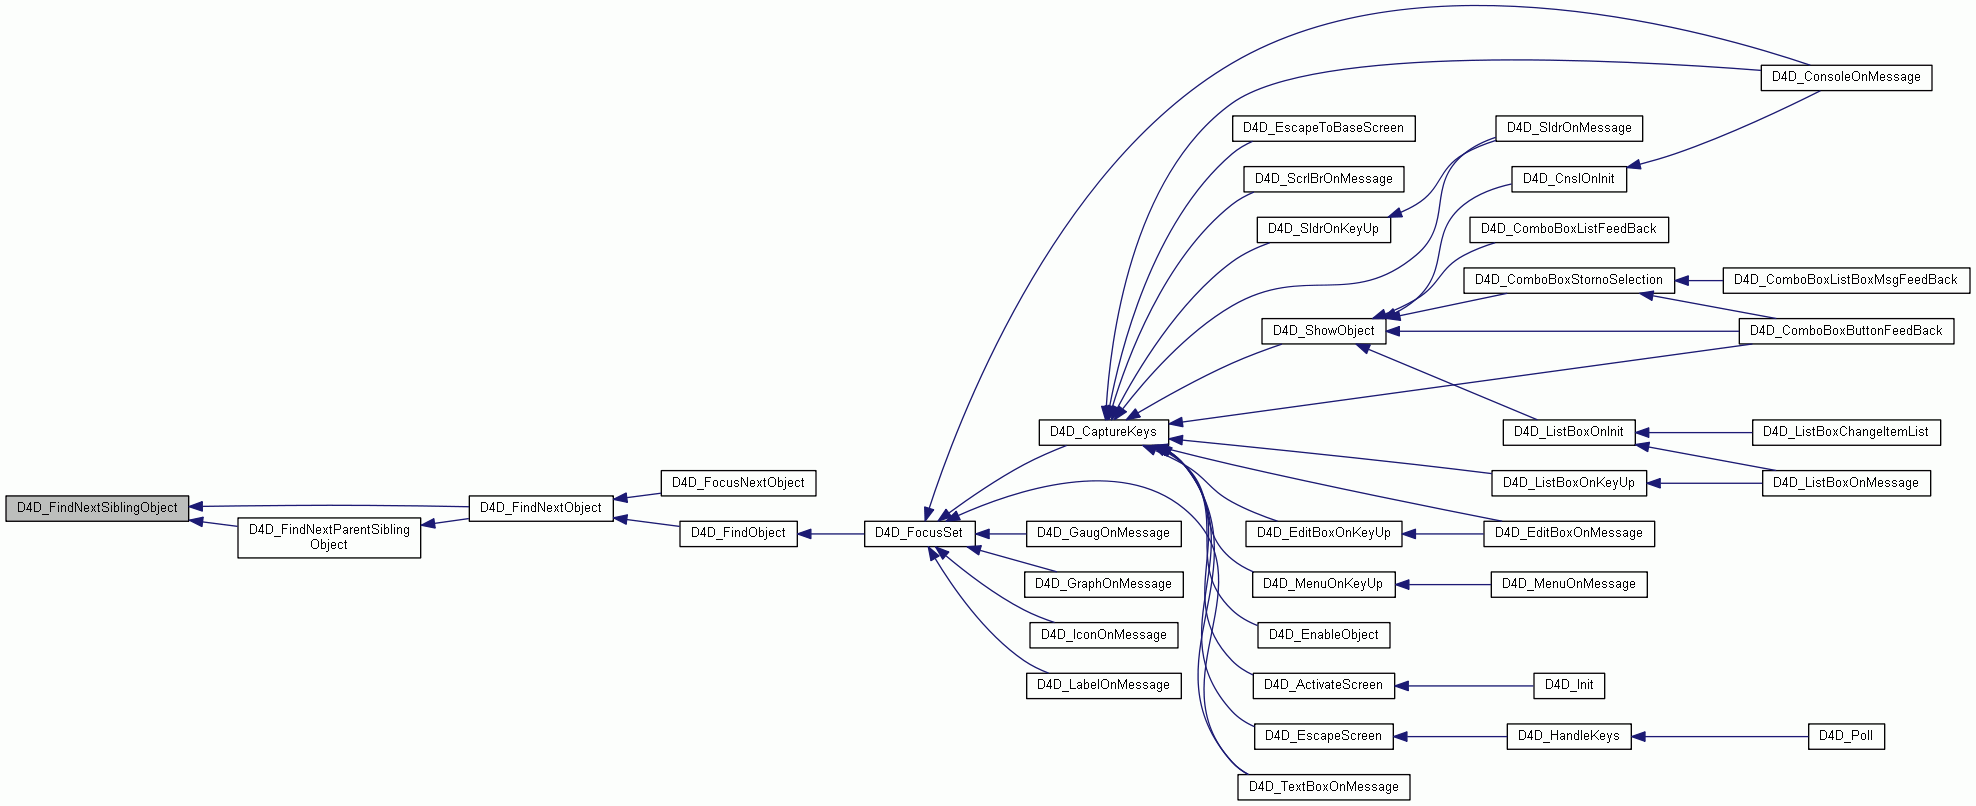 D4D_ConsoleOnMessage
D4D_EscapeToBaseScreen
D4D_SldrOnMessage
D4D_ScrlBrOnMessage
D4D_CnslOnInit
D4D_SldrOnKeyUp
D4D_ComboBoxListFeedBack
D4D_ComboBoxStornoSelection
D4D_ComboBoxListBoxMsgFeedBack
D4D_ShowObject
D4D_ComboBoxButtonFeedBack
D4D_CaptureKeys
D4D_ListBoxOnInit
D4D_ListBoxChangeItemList
D4D_FocusNextObject
D4D_ListBoxOnKeyUp
D4D_ListBoxOnMessage
D4D_FindNextSiblingObject
D4D_FindNextObject
D4D_FindNextParentSibling
Object
D4D_FindObject
D4D_FocusSet
D4D_GaugOnMessage
D4D_EditBoxOnKeyUp
D4D_EditBoxOnMessage
D4D_GraphOnMessage
D4D_MenuOnKeyUp
D4D_MenuOnMessage
D4D_IconOnMessage
D4D_EnableObject
D4D_LabelOnMessage
D4D_ActivateScreen
D4D_Init
D4D_EscapeScreen
D4D_HandleKeys
D4D_Poll
D4D_TextBoxOnMessage